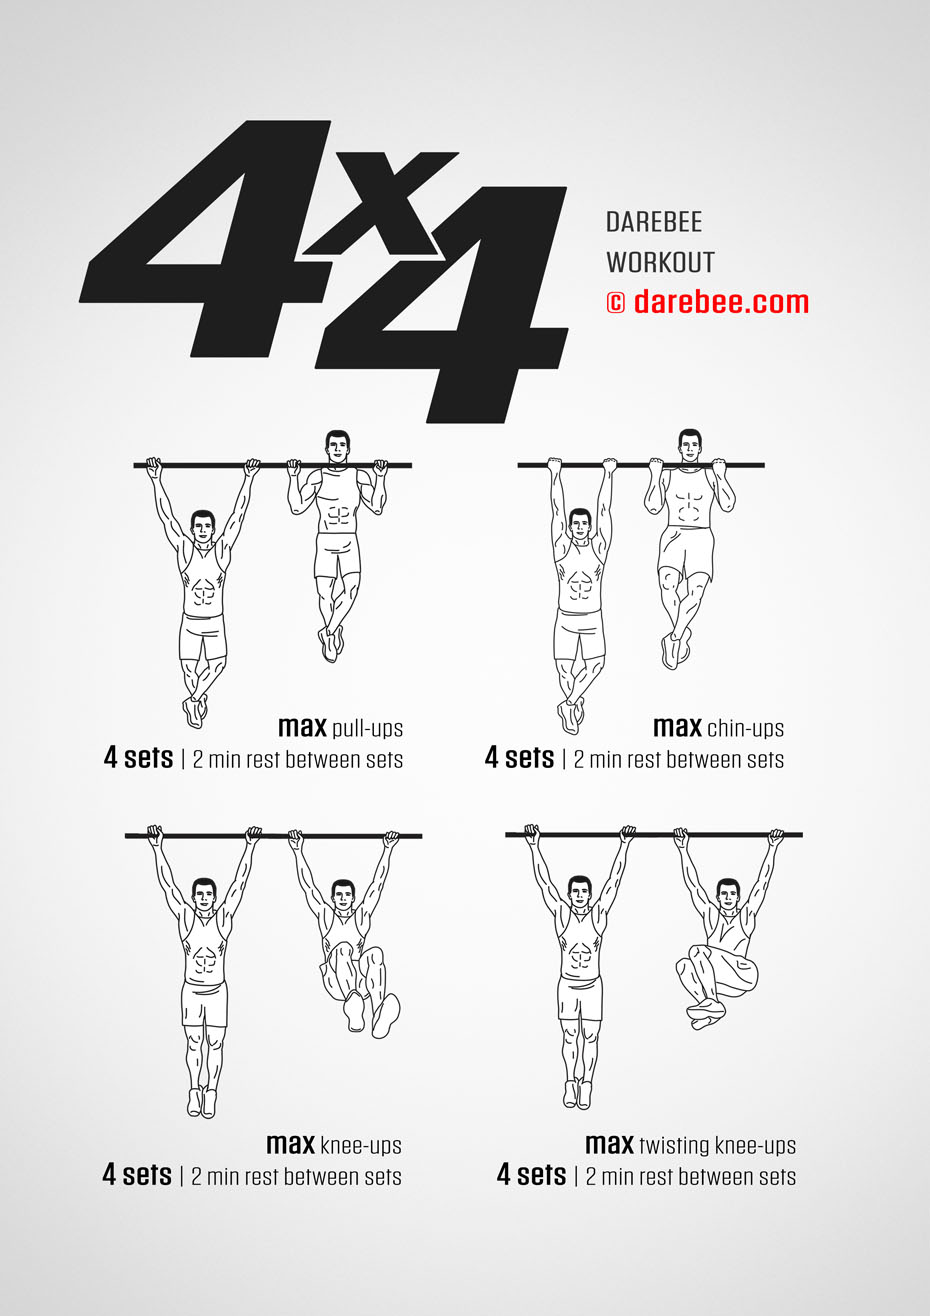 4x4
DAREBEE
WORKOUT
© darebee.com
max pull-ups
4 sets | 2 min rest between sets
max chin-ups
4 sets | 2 min rest between sets
max knee-ups
4 sets | 2 min rest between sets
max twisting knee-ups
4 sets | 2 min rest between sets